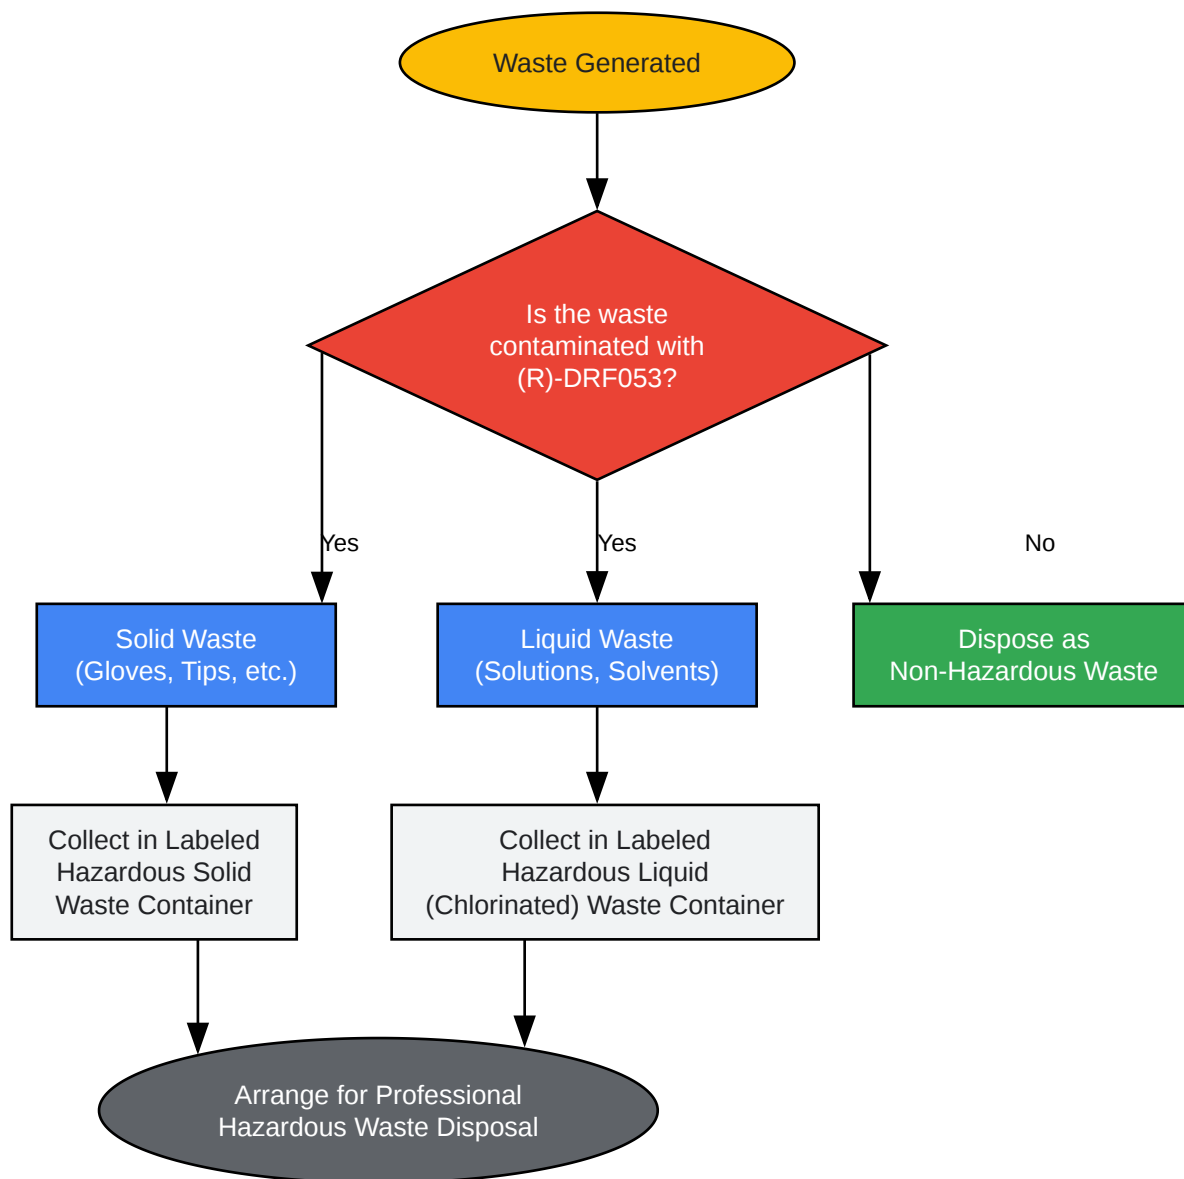 Waste Generated
Is the waste
contaminated with
(R)-DRF053?
Yes
Yes
No
Solid Waste
(Gloves, Tips, etc.)
Liquid Waste
(Solutions, Solvents)
Dispose as
Non-Hazardous Waste
Collect in Labeled
Hazardous Solid
Waste Container
Collect in Labeled
Hazardous Liquid
(Chlorinated) Waste Container
Arrange for Professional
Hazardous Waste Disposal